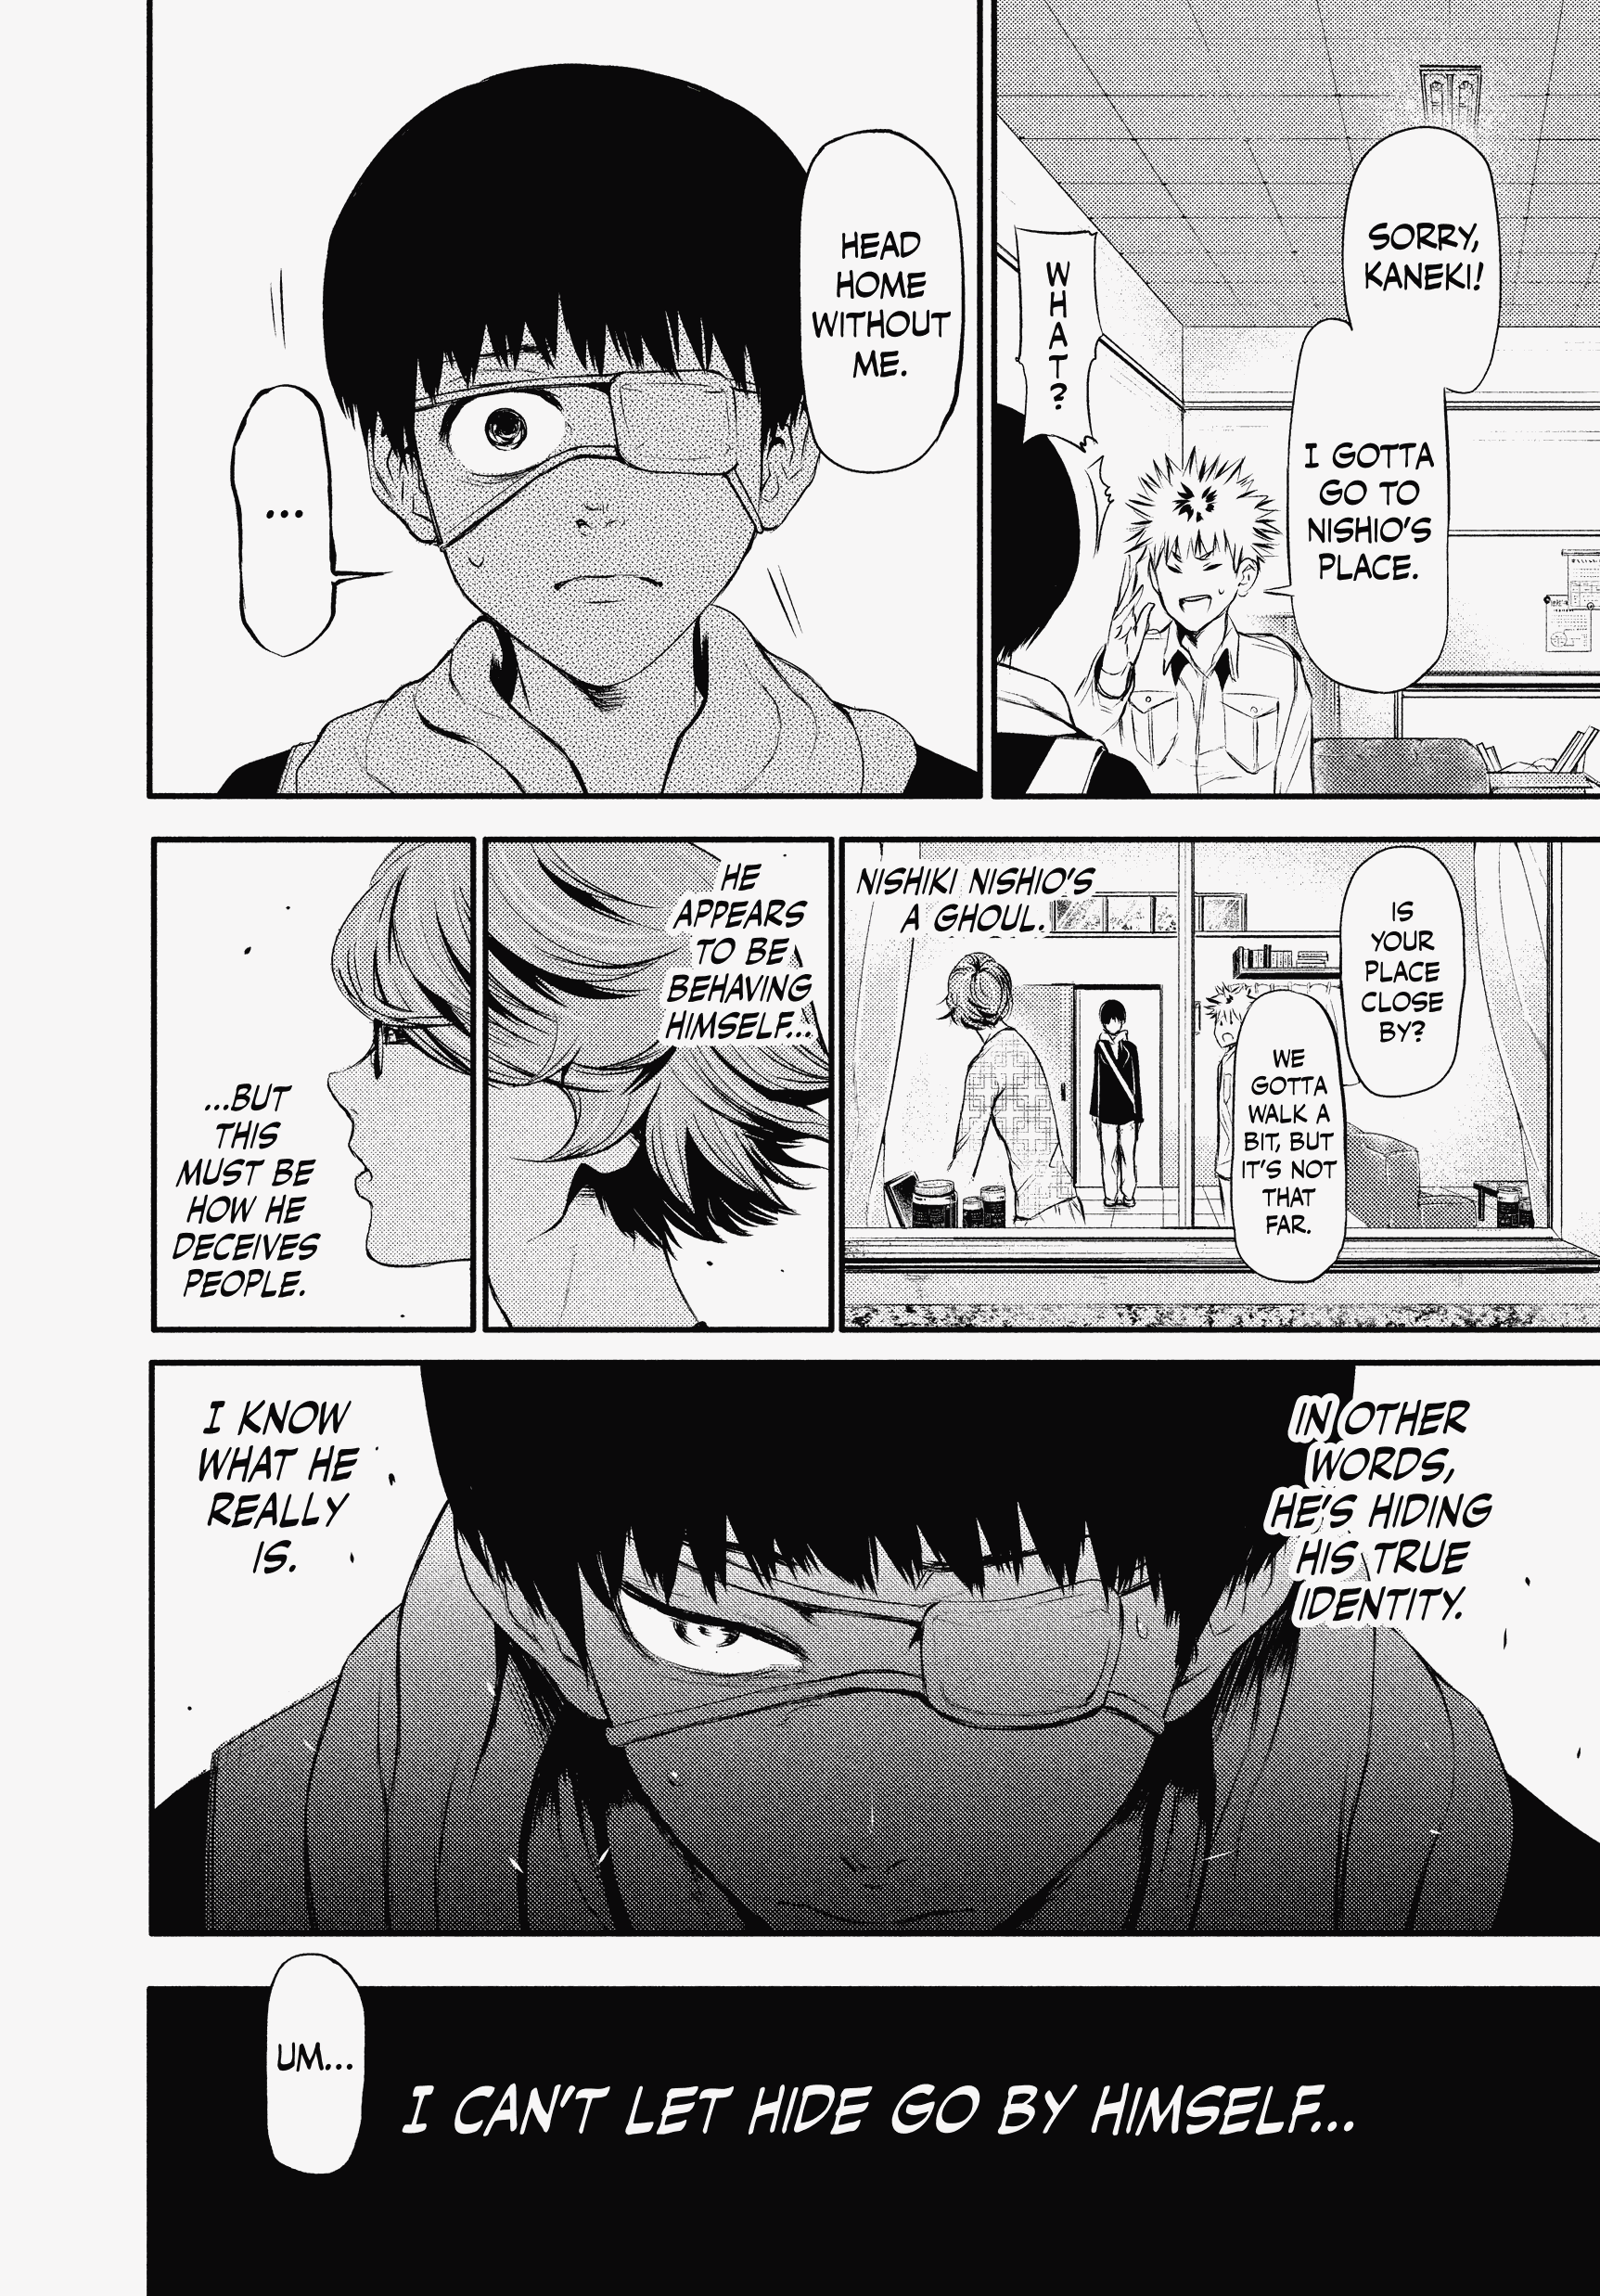 SORRY,
KANEKI!
I GOTTA
GO TO
NISHIO'S
PLACE.
WHAT?
HEAD
HOME
WITHOUT
ME.
...
IS
YOUR
PLACE
CLOSE
BY?
WE
GOTTA
WALK A
BIT, BUT
IT'S NOT
THAT
FAR.
NISHIKI NISHIO'S
A GHOUL.
HE
APPEARS
TO BE
BEHAVING
HIMSELF...
...BUT
THIS
MUST BE
HOW HE
DECEIVES
PEOPLE.
IN OTHER
WORDS,
HE'S HIDING
HIS TRUE
IDENTITY.
I KNOW
WHAT HE
REALLY
IS.
I CAN'T LET HIDE GO BY HIMSELF...
UM...